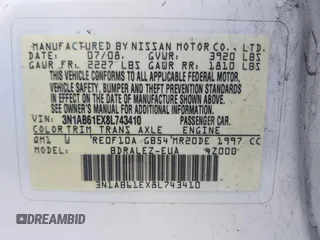 MANUFACTURED BY NISSAN MOTOR CO., LTD.
DATE: 07/08. GVWR: 3920 LBS
GAWR FR: 2227 LBS GAWR RR: 1810 LBS
THIS VEHICLE CONFORMS TO ALL APPLICABLE FEDERAL MOTOR
VEHICLE SAFETY, BUMPER AND THEFT PREVENTION STANDARDS
IN EFFECT ON THE DATE OF MANUFACTURE SHOWN ABOVE.
SEE OWNER'S MANUAL FOR ADDITIONAL INFORMATION.
VIN: 3N1AB61EX8L743410 PASSENGER CAR.
COLOR TRIM TRANS AXLE ENGINE
QM1 W RE0F10A GB54 MR20DE 1997 CC
MODEL: BDRALEZ-EUA
3N1AB61EX8L743410
DREAMBID
DreamBid.com